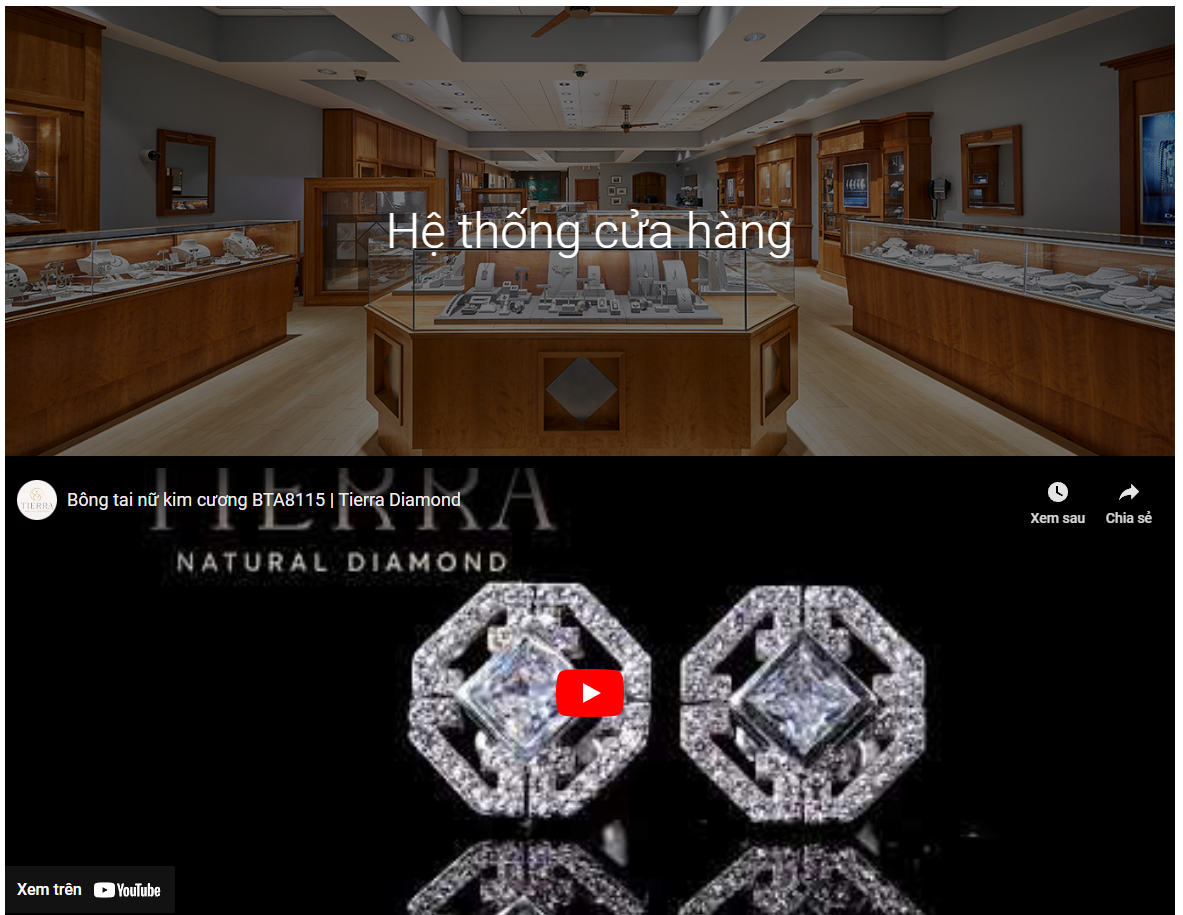 Hệ thống cửa hàng
TIERRA
Bông tai nữ kim cương BTA8115 | Tierra Diamond
Xem sau
Chia sẻ
TIERRA
NATURAL DIAMOND
Xem trên YouTube